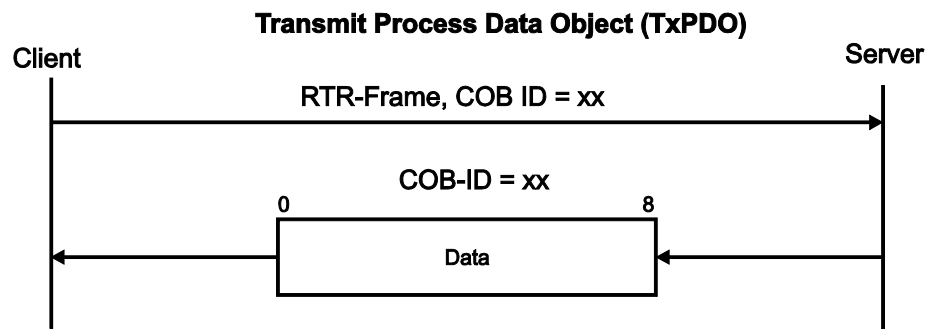 Transmit Process Data Object (TxPDO)
Client
Server
RTR-Frame, COB ID = xx
COB-ID = xx
0
8
Data